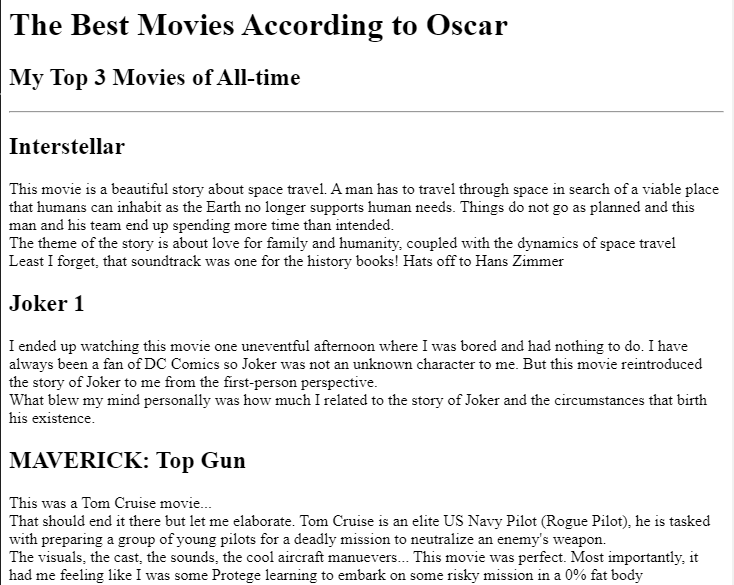 The Best Movies According to Oscar
My Top 3 Movies of All-time
Interstellar
This movie is a beautiful story about space travel. A man has to travel through space in search of a viable place
that humans can inhabit as the Earth no longer supports human needs. Things do not go as planned and this
man and his team end up spending more time than intended.
The theme of the story is about love for family and humanity, coupled with the dynamics of space travel
Least I forget, that soundtrack was one for the history books! Hats off to Hans Zimmer
Joker 1
I ended up watching this movie one uneventful afternoon where I was bored and had nothing to do. I have
always been a fan of DC Comics so Joker was not an unknown character to me. But this movie reintroduced
the story of Joker to me from the first-person perspective.
What blew my mind personally was how much I related to the story of Joker and the circumstances that birth
his existence.
MAVERICK: Top Gun
This was a Tom Cruise movie...
That should end it there but let me elaborate. Tom Cruise is an elite US Navy Pilot (Rogue Pilot), he is tasked
with preparing a group of young pilots for a deadly mission to neutralize an enemy's weapon.
The visuals, the cast, the sounds, the cool aircraft manuevers... This movie was perfect. Most importantly, it
had me feeling like I was some Protege learning to embark on some risky mission in a 0% fat body